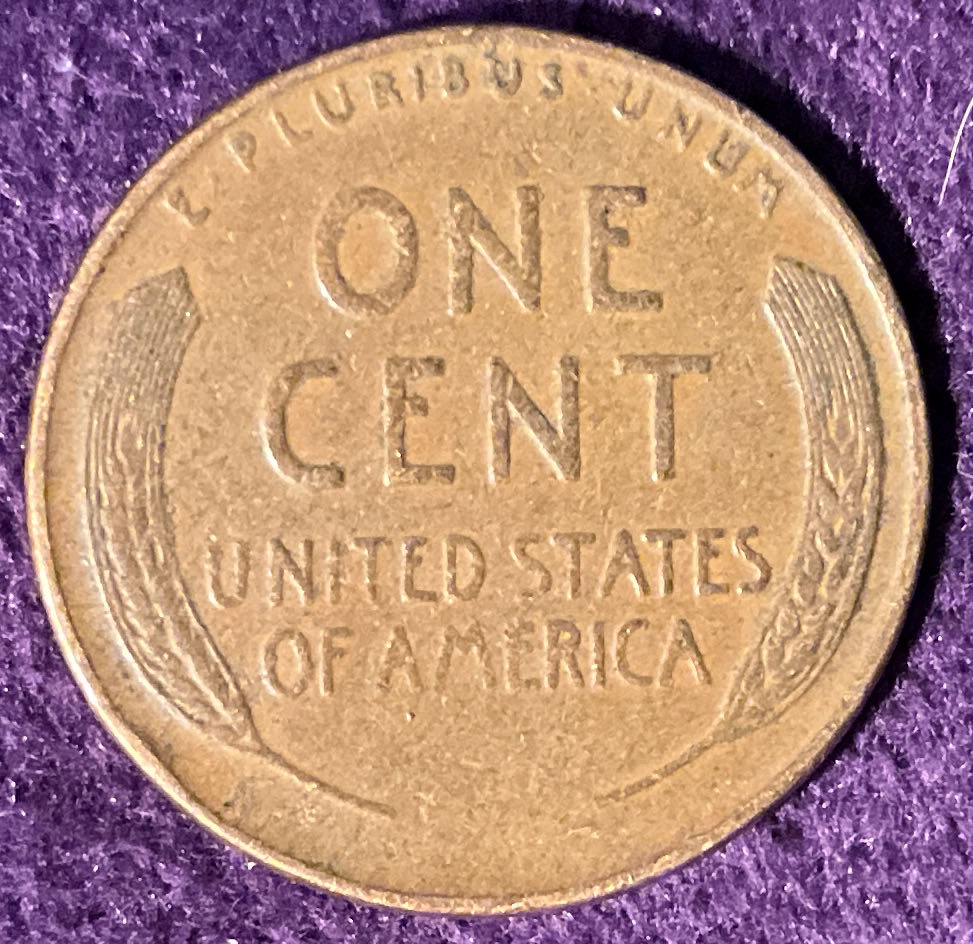 E PLURIBUS UNUM
ONE
CENT
UNITED STATES
OF AMERICA